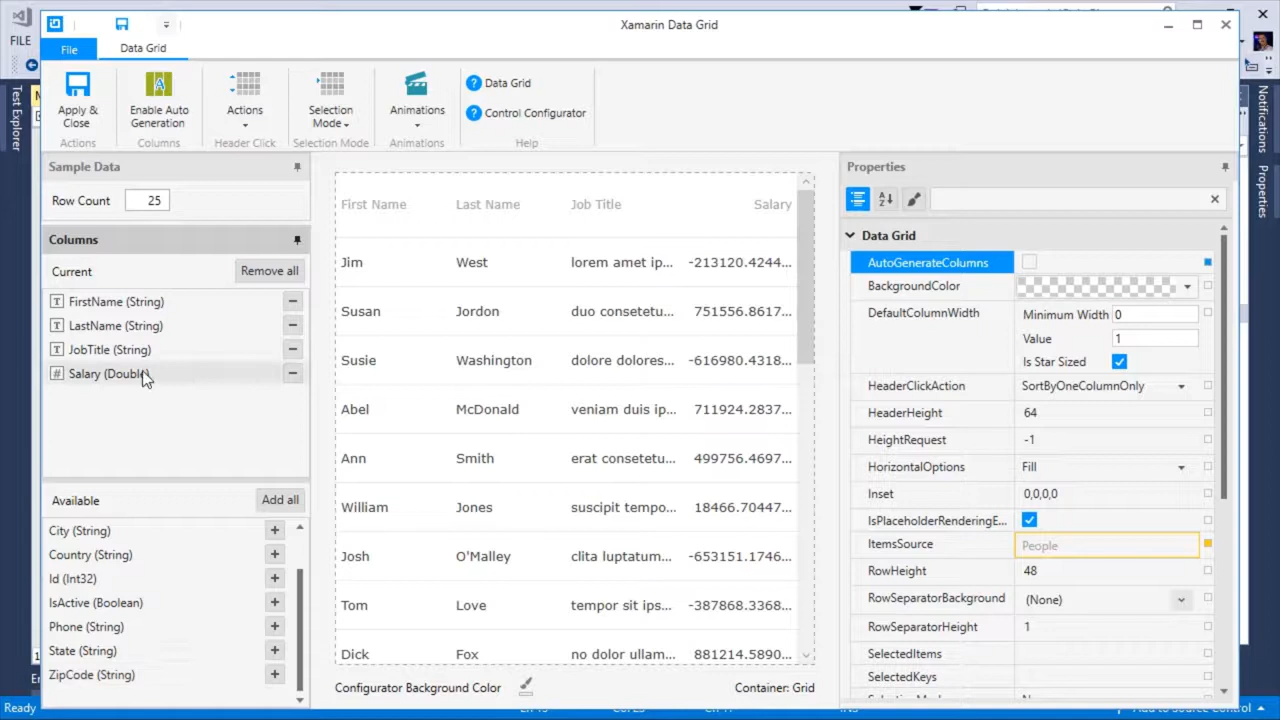 Xamarin Data Grid
FILE
File
Data Grid
Apply & Close
Enable Auto Generation
Actions
Selection Mode
Animations
Data Grid
Control Configurator
Actions
Columns
Header Click
Selection Mode
Animations
Help
Test Explorer
Notifications
Properties
Sample Data
Row Count 25
Columns
Current Remove all
FirstName (String)
LastName (String)
JobTitle (String)
Salary (Double)
Available Add all
City (String)
Country (String)
Id (Int32)
IsActive (Boolean)
Phone (String)
State (String)
ZipCode (String)
First Name Last Name Job Title Salary
Jim West lorem amet ip... -213120.4244...
Susan Jordon duo consetetu... 751556.8617...
Susie Washington dolore dolores... -616980.4318...
Abel McDonald veniam duis ip... 711924.2837...
Ann Smith erat consetetu... 499756.4697...
William Jones suscipit tempo... 18466.70447...
Josh O'Malley clita luptatum... -653151.1746...
Tom Love tempor sit ips... -387868.3368...
Dick Fox no dolor ullam... 881214.5890...
Configurator Background Color Container: Grid
Properties
Data Grid
AutoGenerateColumns
BackgroundColor
DefaultColumnWidth Minimum Width 0
Value 1
Is Star Sized
HeaderClickAction SortByOneColumnOnly
HeaderHeight 64
HeightRequest -1
HorizontalOptions Fill
Inset 0,0,0,0
IsPlaceholderRenderingE...
ItemsSource People
RowHeight 48
RowSeparatorBackground (None)
RowSeparatorHeight 1
SelectedItems
SelectedKeys
Ready
Add to Source Control